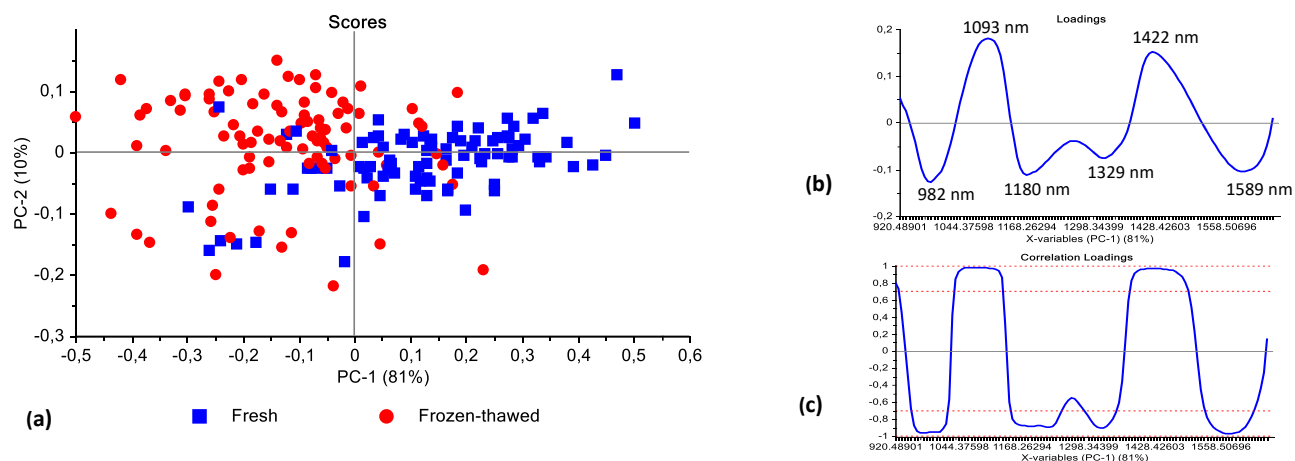 Scores
PC-2 (10%)
0,1
0
-0,1
-0,2
-0,3
-0,5 -0,4 -0,3 -0,2 -0,1 0 0,1 0,2 0,3 0,4 0,5 0,6
PC-1 (81%)
(a)
Fresh
Frozen-thawed
Loadings
0,2
0,1
0
-0,1
-0,2
1093 nm
1422 nm
982 nm
1180 nm
1329 nm
1589 nm
(b)
920.48901 1044.37598 1168.26294 1298.34399 1428.42603 1558.50696
X-variables (PC-1) (81%)
Correlation Loadings
1
0,8
0,6
0,4
0,2
0
-0,2
-0,4
-0,6
-0,8
-1
(c)
920.48901 1044.37598 1168.26294 1298.34399 1428.42603 1558.50696
X-variables (PC-1) (81%)